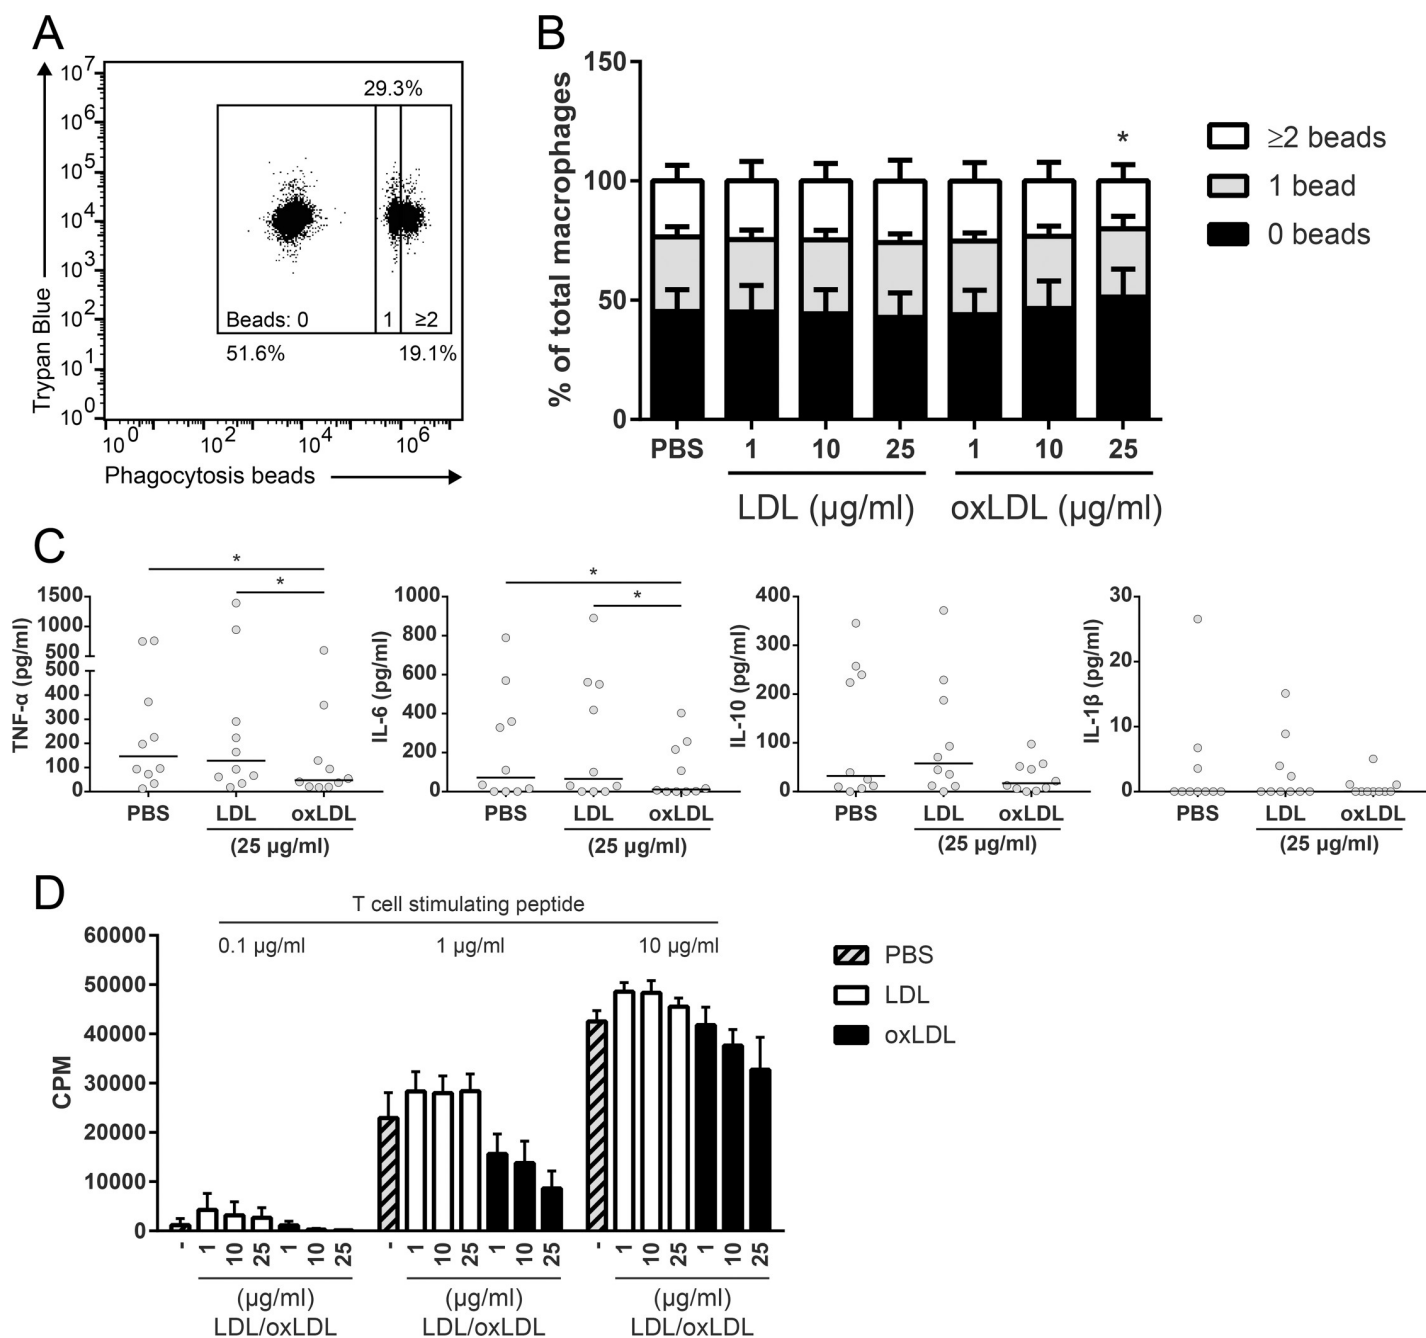 A
10^7
10^6
10^5
10^4
10^3
10^2
10^1
10^0
Trypan Blue
29.3%
Beads: 0
1
≥2
51.6%
19.1%
10^0
10^2
10^4
10^6
Phagocytosis beads
B
150
100
50
0
% of total macrophages
*
PBS
1
10
25
1
10
25
LDL (µg/ml)
oxLDL (µg/ml)
≥2 beads
1 bead
0 beads
C
*
*
1500
1000
500
500
400
300
200
100
0
TNF-α (pg/ml)
PBS
LDL
oxLDL
(25 µg/ml)
*
*
1000
800
600
400
200
0
IL-6 (pg/ml)
PBS
LDL
oxLDL
(25 µg/ml)
400
300
200
100
0
IL-10 (pg/ml)
PBS
LDL
oxLDL
(25 µg/ml)
30
20
10
0
IL-1β (pg/ml)
PBS
LDL
oxLDL
(25 µg/ml)
D
T cell stimulating peptide
0.1 µg/ml
1 µg/ml
10 µg/ml
60000
50000
40000
30000
20000
10000
0
CPM
-
1
10
25
1
10
25
(µg/ml)
LDL/oxLDL
-
1
10
25
1
10
25
(µg/ml)
LDL/oxLDL
-
1
10
25
1
10
25
(µg/ml)
LDL/oxLDL
PBS
LDL
oxLDL